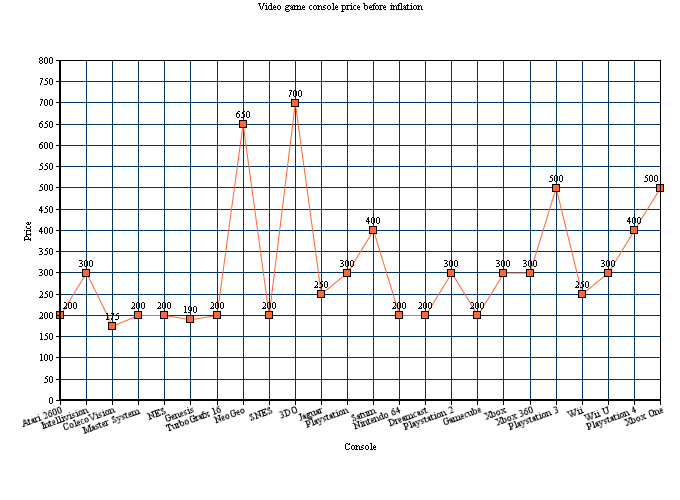 Video game console price before inflation
800
750
700
650
600
550
500
450
400
350
300
250
200
150
100
50
0
Price
200
300
175
200
200
190
200
650
200
700
250
300
400
200
200
300
200
300
300
500
250
300
400
500
Atari 2600
Intellivision
ColecoVision
Master System
NES
Genesis
TurboGrafx 16
NeoGeo
SNES
3DO
Jaguar
Playstation
Saturn
Nintendo 64
Dreamcast
Playstation 2
Gamecube
Xbox
Xbox 360
Playstation 3
Wii
Wii U
Playstation 4
Xbox One
Console